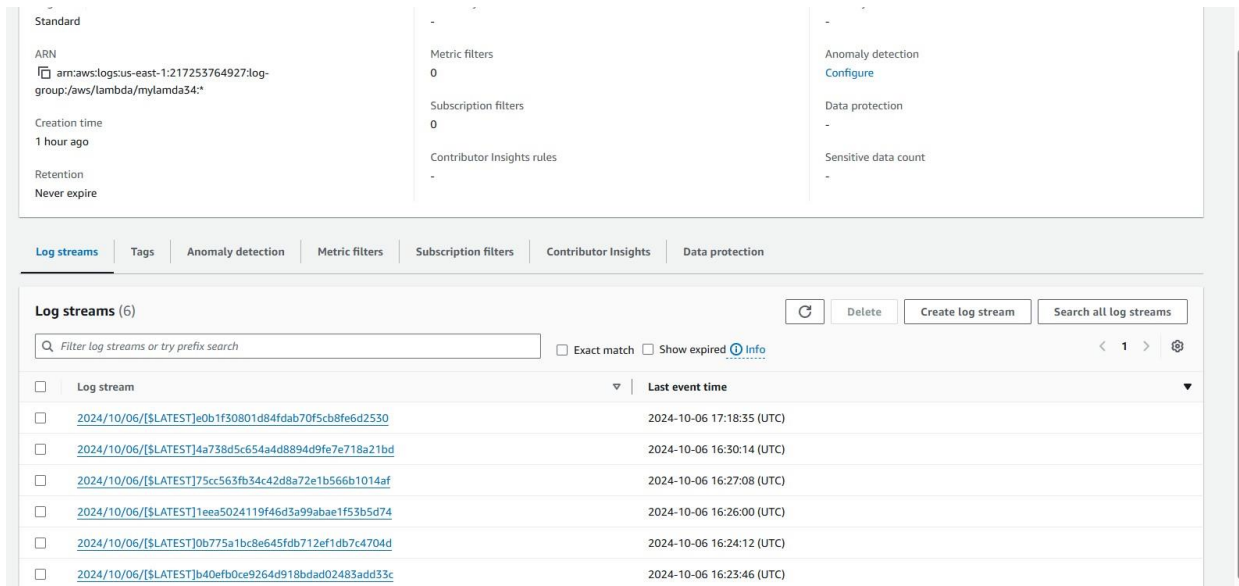 Standard
-
-
ARN
arn:aws:logs:us-east-1:217253764927:log-
group:/aws/lambda/mylamda34:*
Creation time
1 hour ago
Retention
Never expire
Metric filters
0
Subscription filters
0
Contributor Insights rules
-
Anomaly detection
Configure
Data protection
-
Sensitive data count
-
Log streams Tags Anomaly detection Metric filters Subscription filters Contributor Insights Data protection
Log streams (6) Delete Create log stream Search all log streams
Filter log streams or try prefix search Exact match Show expired Info 1
Log stream Last event time
2024/10/06/[$LATEST]e0b1f30801d84fdab70f5cb8fe6d2530 2024-10-06 17:18:35 (UTC)
2024/10/06/[$LATEST]4a738d5c654a4d8894d9fe7e718a21bd 2024-10-06 16:30:14 (UTC)
2024/10/06/[$LATEST]75cc563fb34c42d8a72e1b566b1014af 2024-10-06 16:27:08 (UTC)
2024/10/06/[$LATEST]1eea5024119f46d3a99abae1f53b5d74 2024-10-06 16:26:00 (UTC)
2024/10/06/[$LATEST]0b775a1bc8e645fdb712ef1db7c4704d 2024-10-06 16:24:12 (UTC)
2024/10/06/[$LATEST]b40efb0ce9264d918bdad02483add33c 2024-10-06 16:23:46 (UTC)